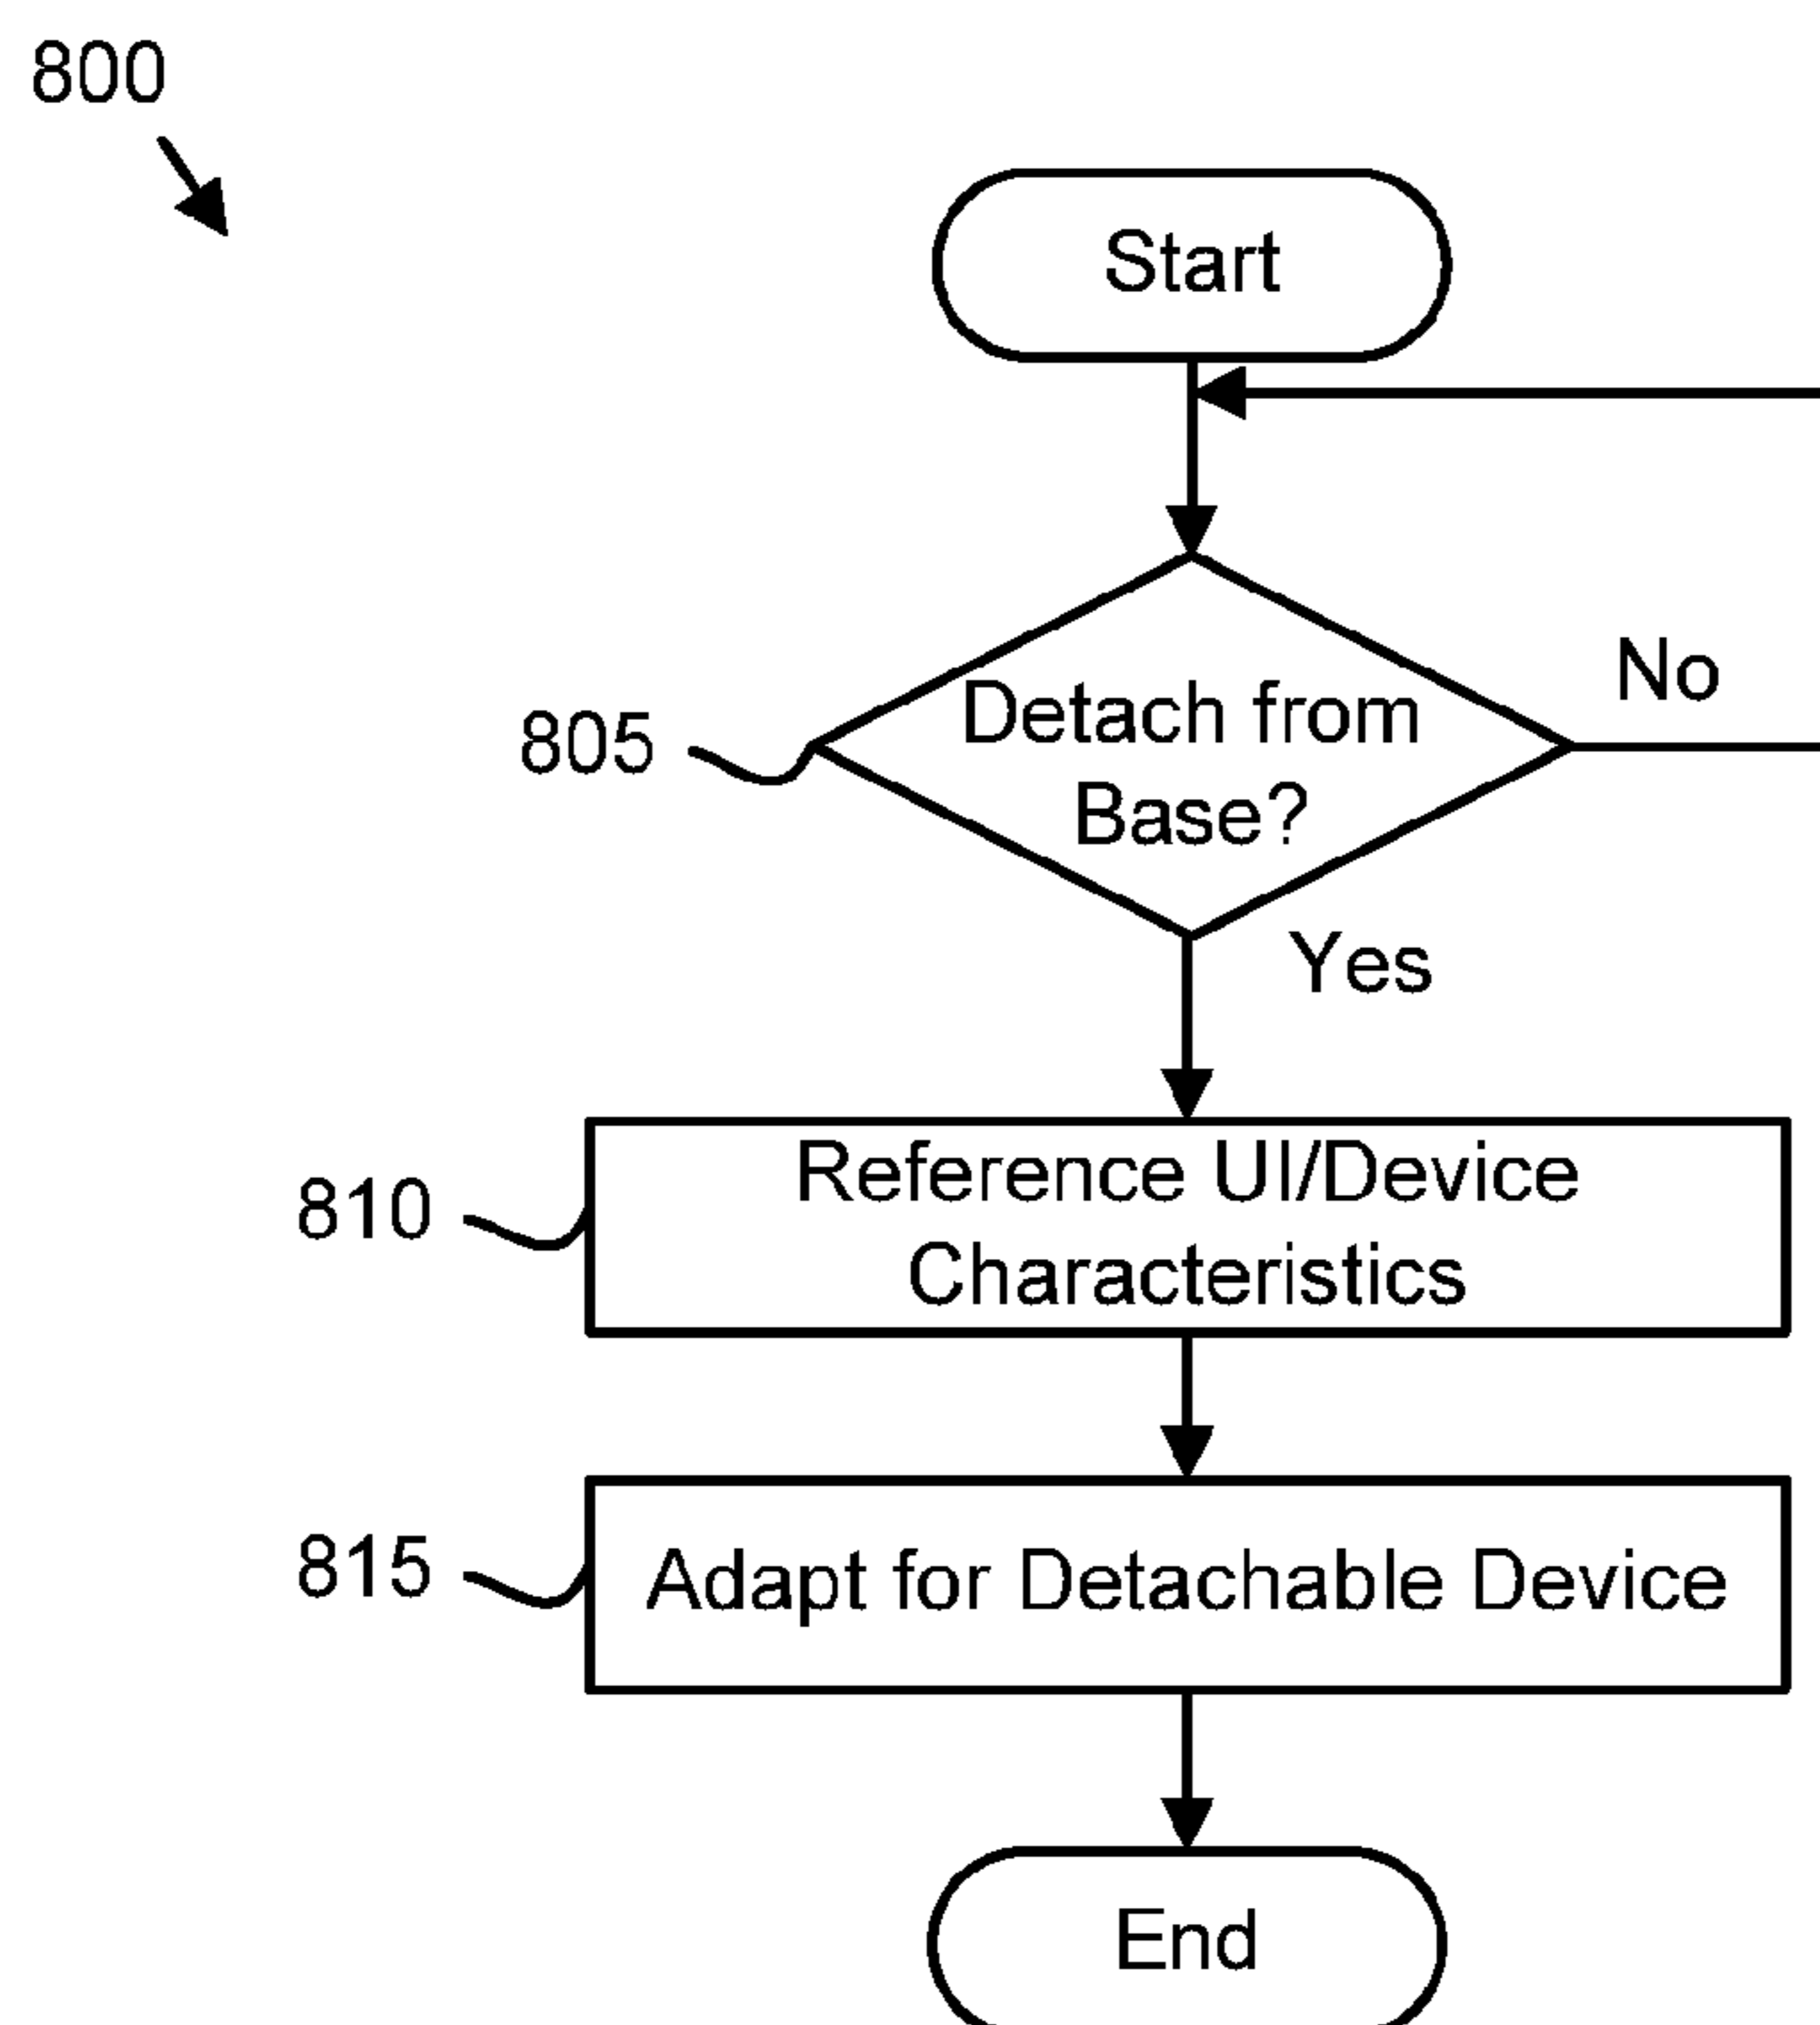 800
Start
Detach from
Base?
No
805
Yes
Reference UI/Device
Characteristics
810
Adapt for Detachable Device
815
End